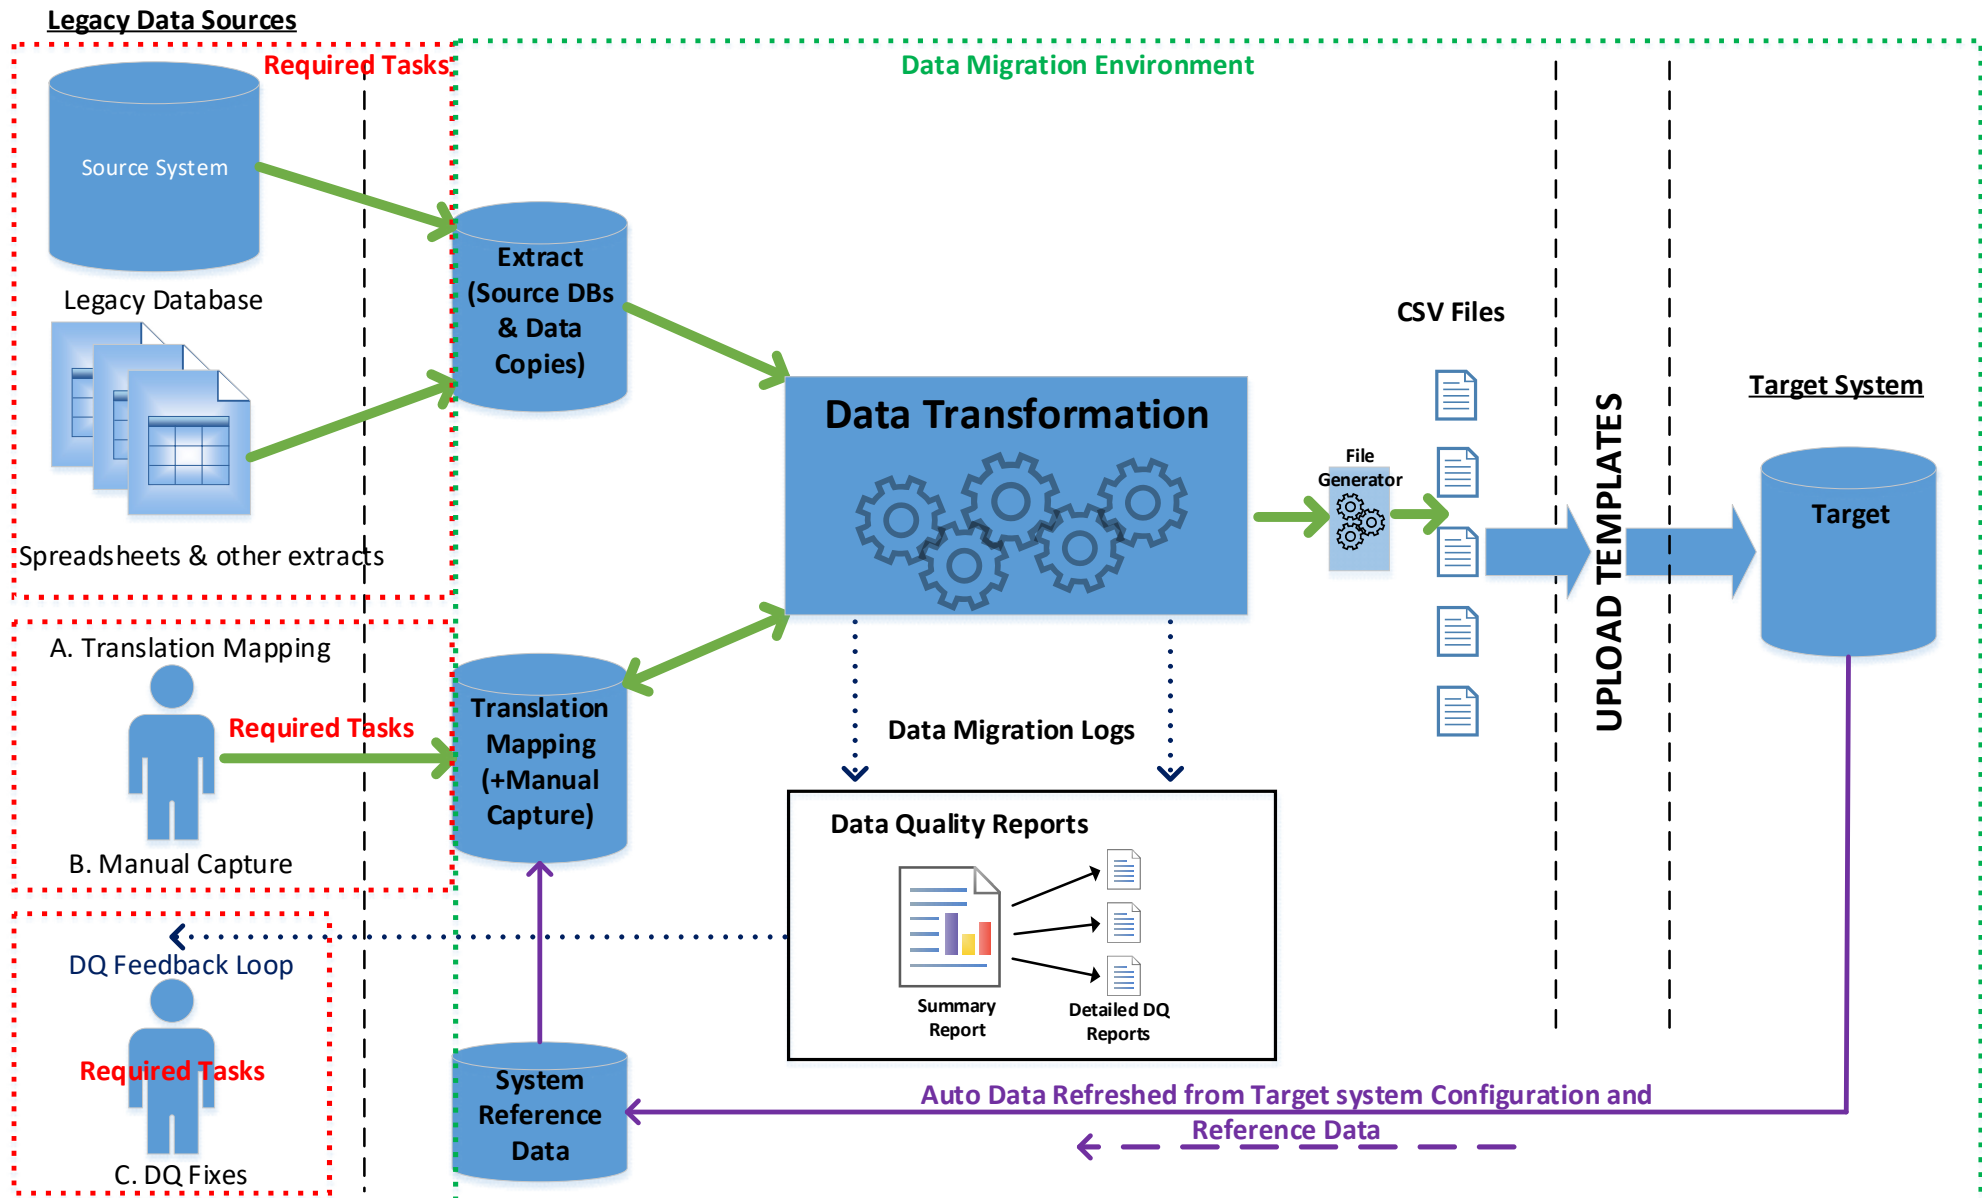 Legacy Data Sources
Required Tasks
Data Migration Environment
Source System
Legacy Database
Spreadsheets & other extracts
Extract
(Source DBs
& Data
Copies)
Data Transformation
File
Generator
CSV Files
UPLOAD TEMPLATES
Target System
Target
A. Translation Mapping
Required Tasks
B. Manual Capture
Translation
Mapping
(+Manual
Capture)
Data Migration Logs
Data Quality Reports
Summary
Report
Detailed DQ
Reports
DQ Feedback Loop
Required Tasks
C. DQ Fixes
System
Reference
Data
Auto Data Refreshed from Target system Configuration and
Reference Data